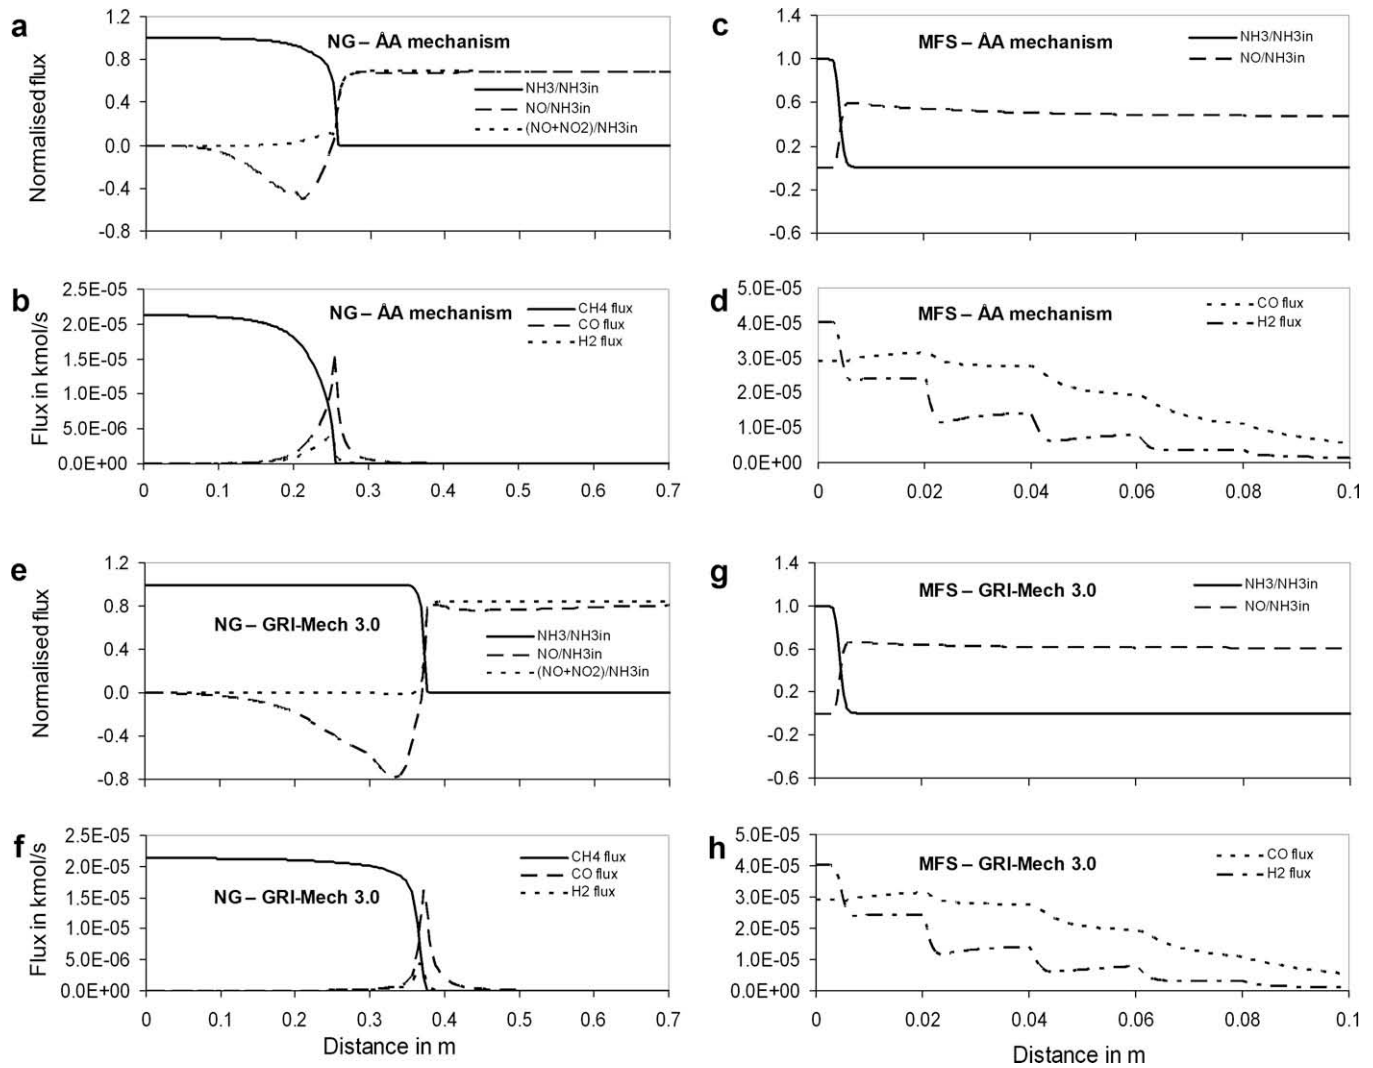 a
1.2
0.8
0.4
0.0
-0.4
-0.8
Normalised flux
NG – ÅA mechanism
NH3/NH3in
NO/NH3in
(NO+NO2)/NH3in
c
1.4
1.0
0.6
0.2
-0.2
-0.6
MFS – ÅA mechanism
NH3/NH3in
NO/NH3in
b
2.5E-05
2.0E-05
1.5E-05
1.0E-05
5.0E-06
0.0E+00
Flux in kmol/s
NG – ÅA mechanism
CH4 flux
CO flux
H2 flux
0 0.1 0.2 0.3 0.4 0.5 0.6 0.7
d
5.0E-05
4.0E-05
3.0E-05
2.0E-05
1.0E-05
0.0E+00
MFS – ÅA mechanism
CO flux
H2 flux
0 0.02 0.04 0.06 0.08 0.1
e
1.2
0.8
0.4
0.0
-0.4
-0.8
Normalised flux
NG – GRI-Mech 3.0
NH3/NH3in
NO/NH3in
(NO+NO2)/NH3in
g
1.4
1.0
0.6
0.2
-0.2
-0.6
MFS – GRI-Mech 3.0
NH3/NH3in
NO/NH3in
f
2.5E-05
2.0E-05
1.5E-05
1.0E-05
5.0E-06
0.0E+00
Flux in kmol/s
NG – GRI-Mech 3.0
CH4 flux
CO flux
H2 flux
0 0.1 0.2 0.3 0.4 0.5 0.6 0.7
Distance in m
h
5.0E-05
4.0E-05
3.0E-05
2.0E-05
1.0E-05
0.0E+00
MFS – GRI-Mech 3.0
CO flux
H2 flux
0 0.02 0.04 0.06 0.08 0.1
Distance in m